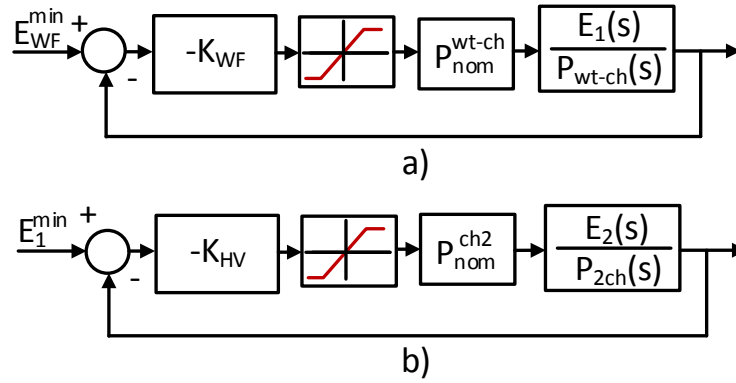 E_WF^min + - -K_WF P_nom^wt-ch E_1(s) / P_wt-ch(s)
a)
E_1^min + - -K_HV P_nom^ch2 E_2(s) / P_2ch(s)
b)